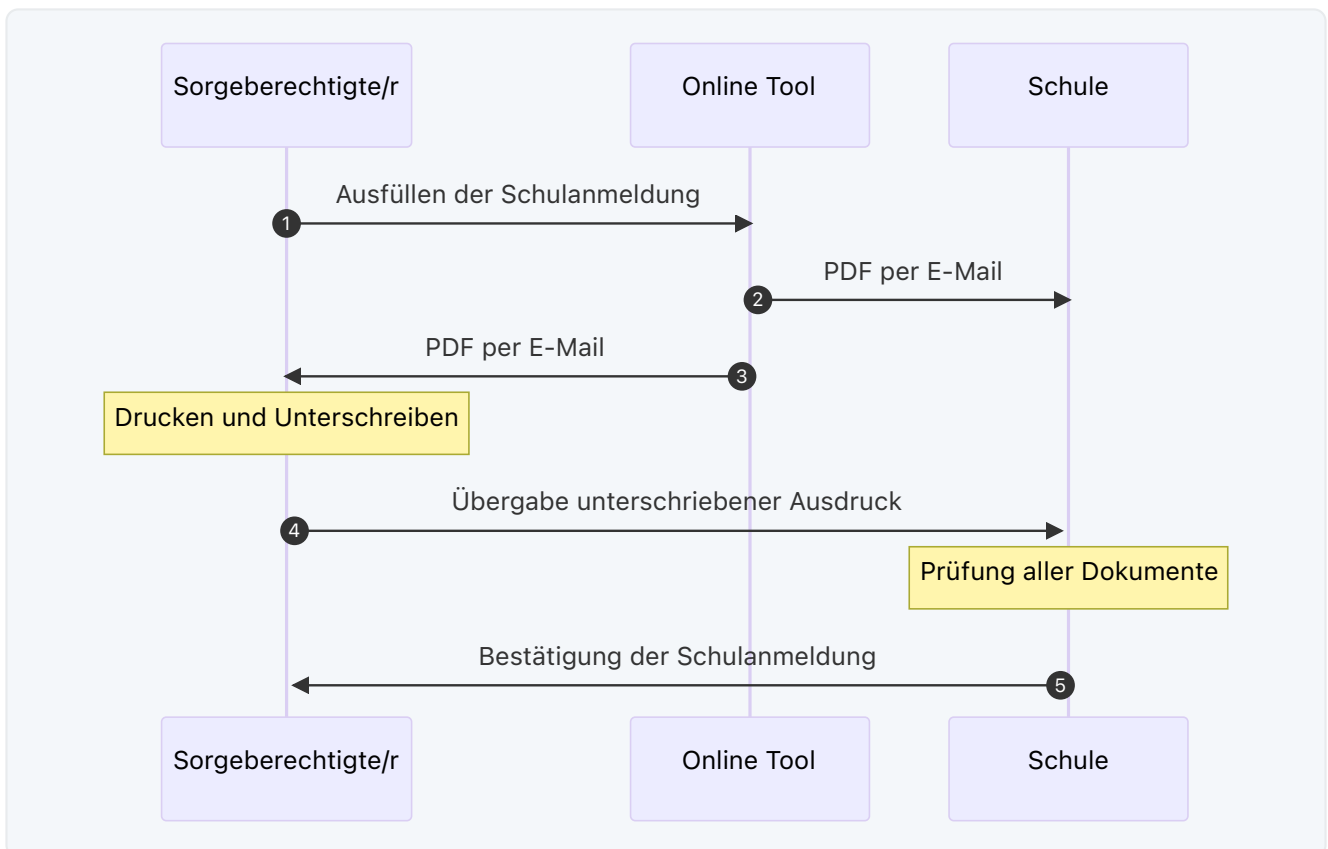 Sorgeberechtigte/r
Online Tool
Schule
Ausfüllen der Schulanmeldung
1
PDF per E-Mail
2
PDF per E-Mail
3
Drucken und Unterschreiben
Übergabe unterschriebener Ausdruck
4
Prüfung aller Dokumente
Bestätigung der Schulanmeldung
5
Sorgeberechtigte/r
Online Tool
Schule